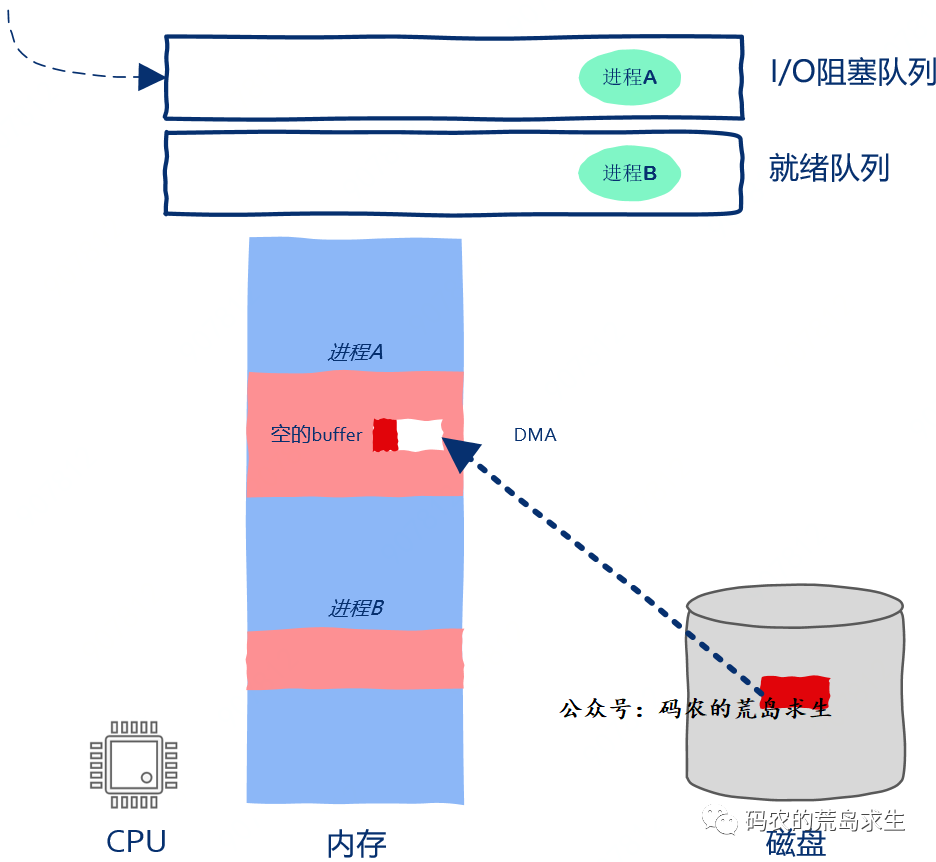 进程A
I/O阻塞队列
进程B
就绪队列
进程A
空的buffer
DMA
进程B
公众号：码农的荒岛求生
码农的荒岛求生
CPU
内存
磁盘